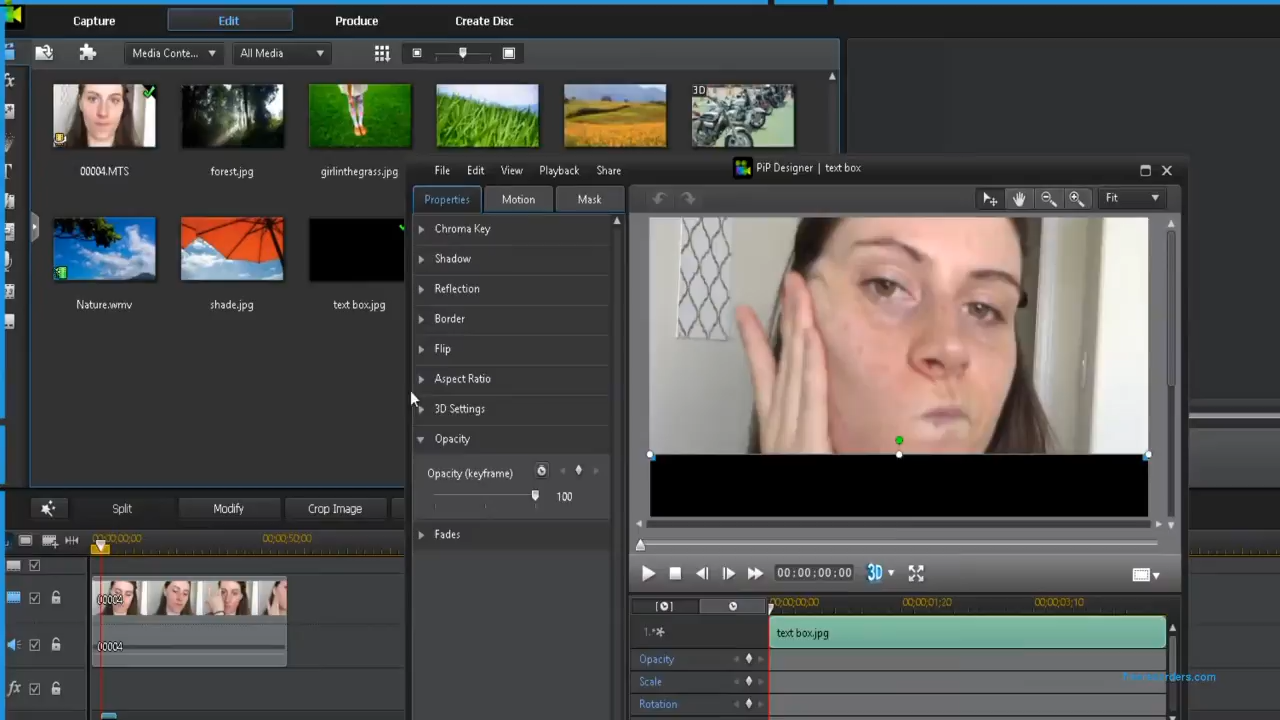 Capture Edit Produce Create Disc
Media Conte... All Media
3D
00004.MTS forest.jpg girlinthegrass.jpg
Nature.wmv shade.jpg text box.jpg
File Edit View Playback Share PiP Designer | text box
Properties Motion Mask Fit
Chroma Key
Shadow
Reflection
Border
Flip
Aspect Ratio
3D Settings
Opacity
Opacity (keyframe)
100
Fades
Split Modify Crop Image
00;00;00;00 00;00;50;00
00004
00004
fx
00:00:00:00 3D
00;00;00;00 00;00;01;20 00;00;03;10
1. text box.jpg
Opacity
Scale
Rotation